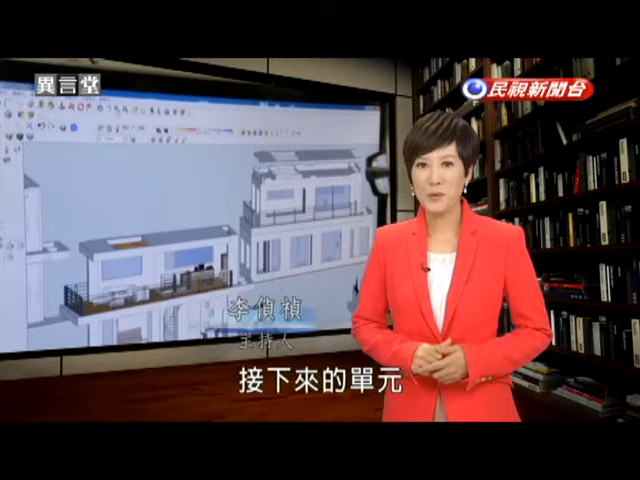 異言堂
民視新聞台
李偵禎
主持人
接下來的單元